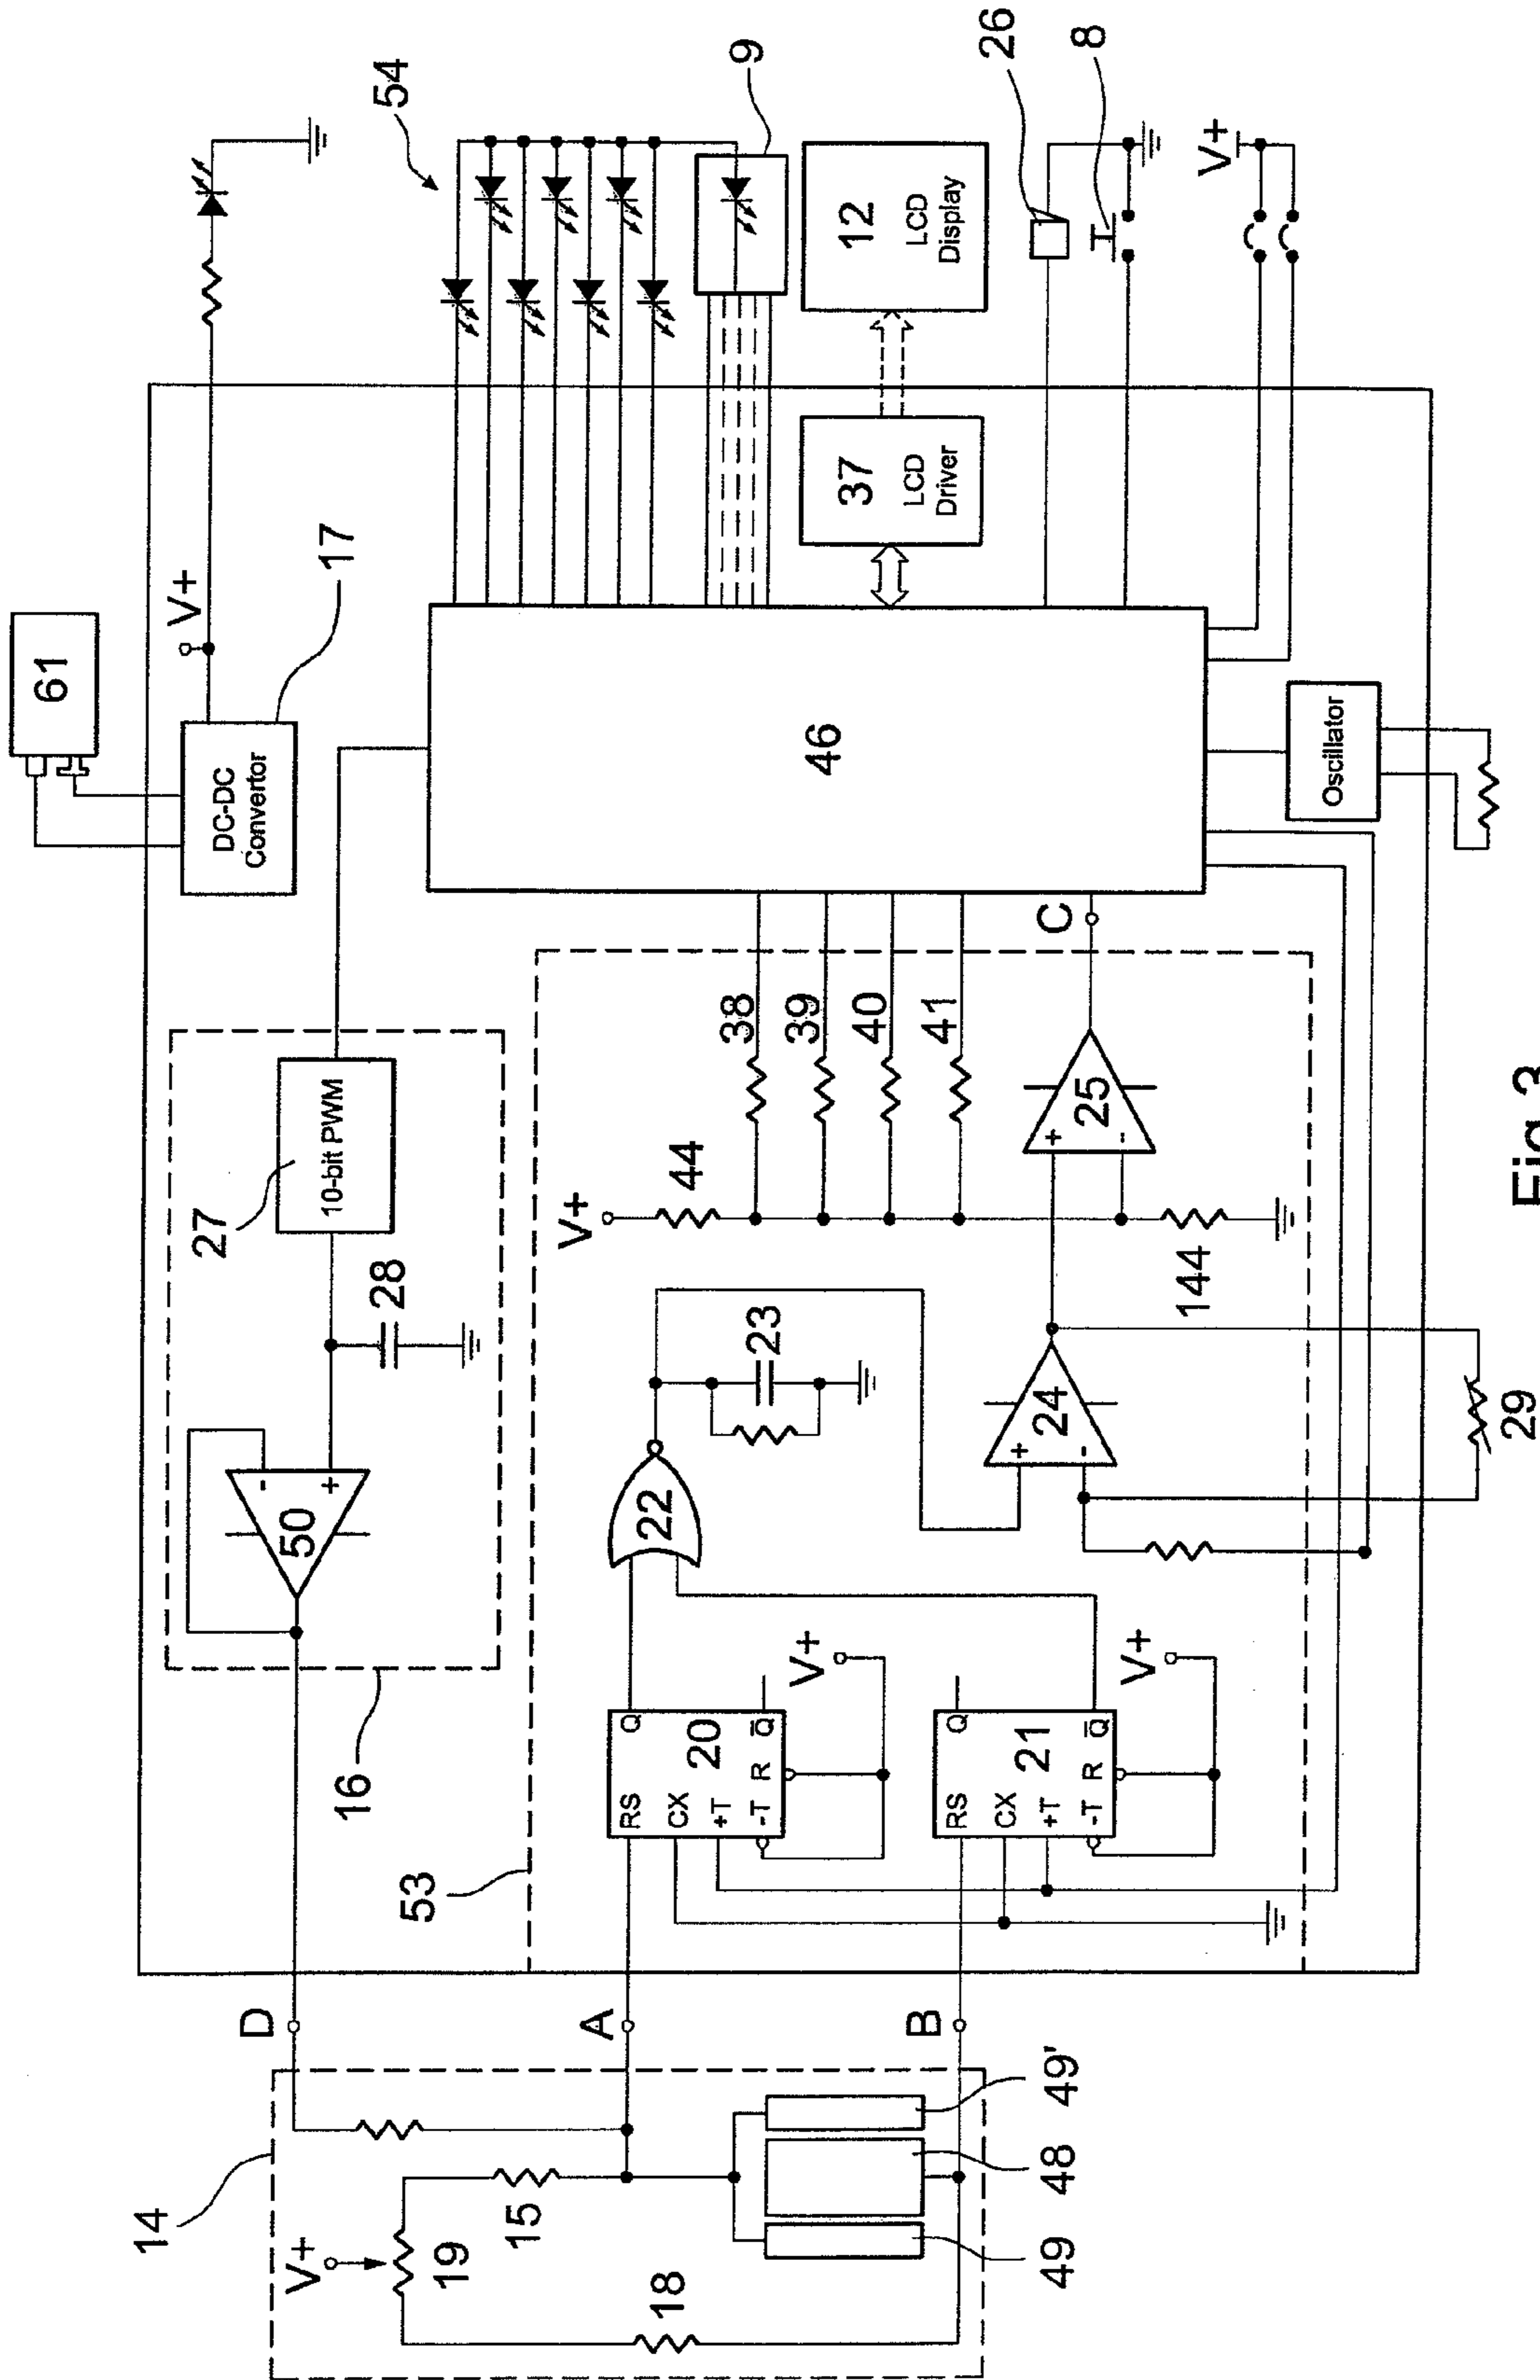 61
V+
17
DC-DC
Convertor
54
9
12
LCD
Display
37
LCD
Driver
26
8
V+
46
Oscillator
27
10-bit PWM
28
50
-
+
16
D
53
V+
44
38
39
40
41
C
25
+
-
144
23
22
24
+
-
29
20
RS
CX
+T
-T
R
Q
Q̅
V+
21
RS
CX
+T
-T
R
Q
Q̅
V+
A
B
14
V+
19
15
18
49'
48
49
Fig 3